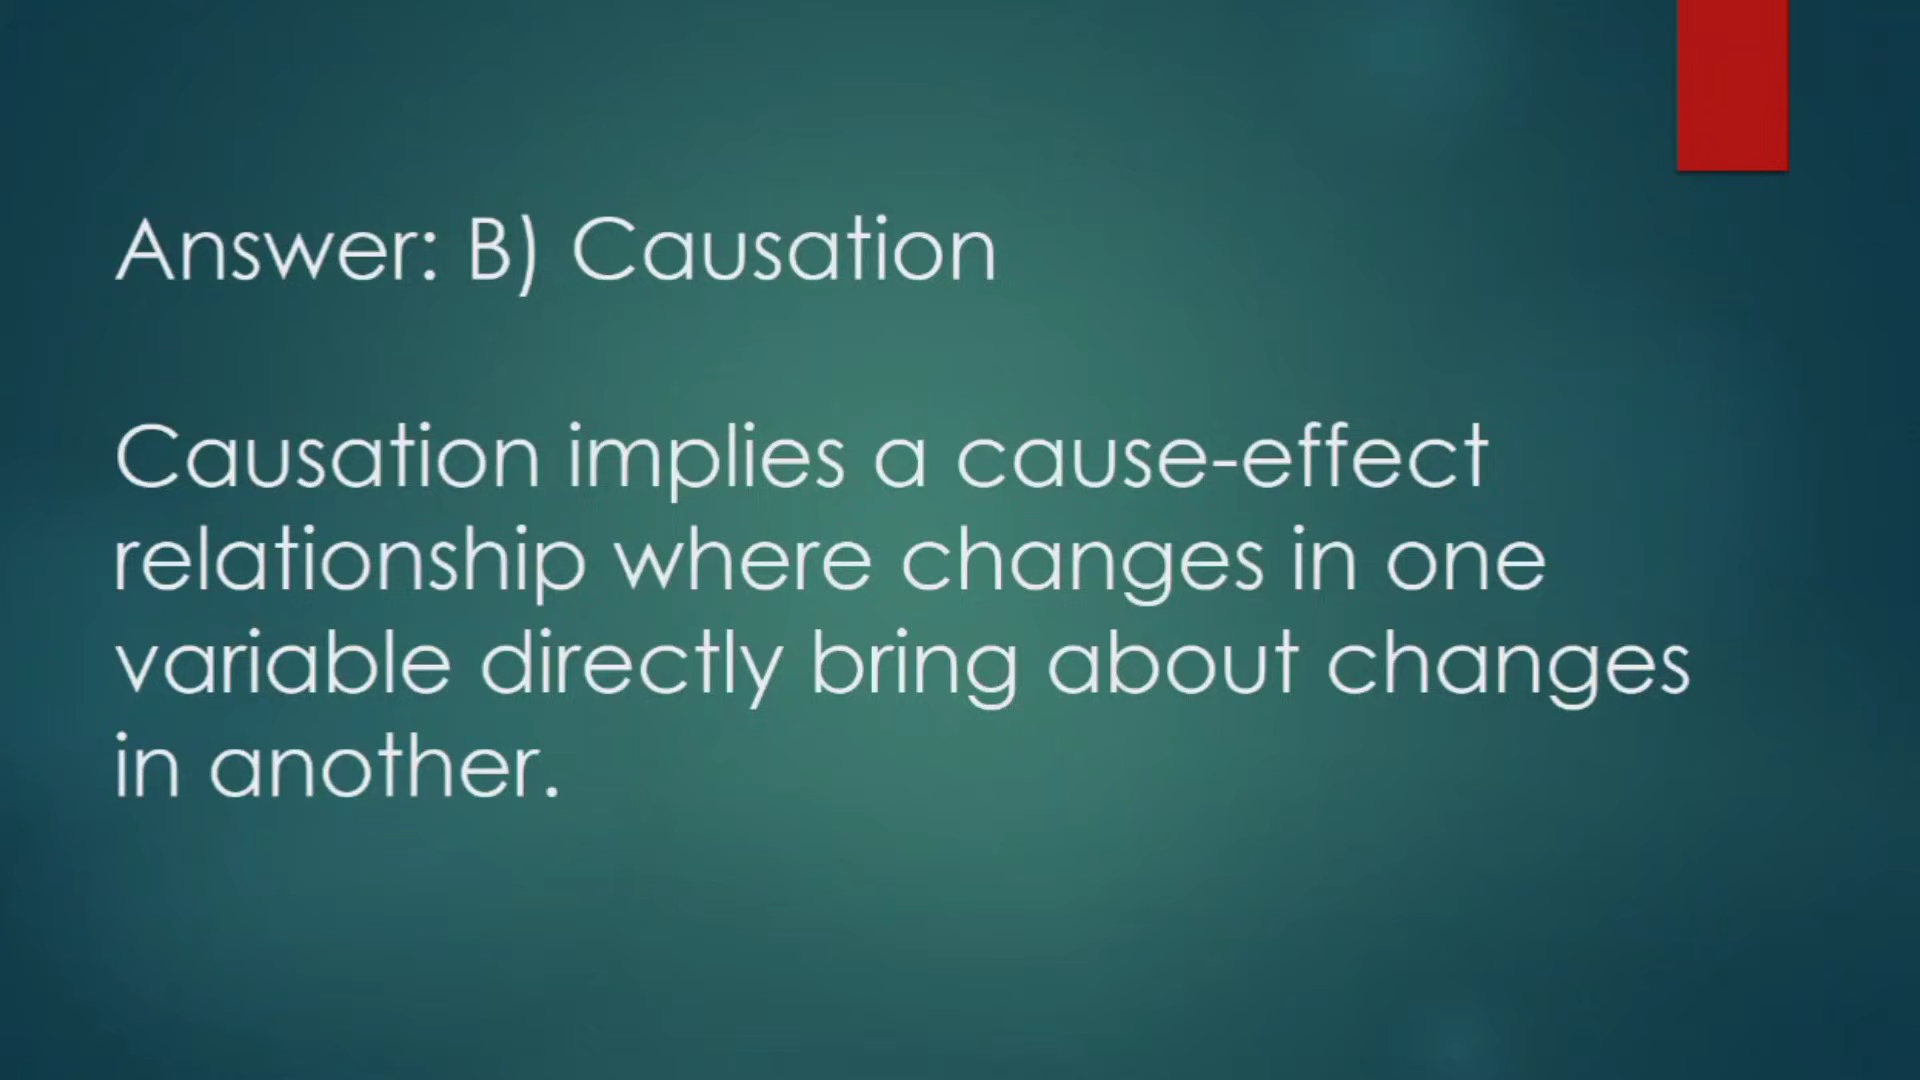 Answer: B) Causation
Causation implies a cause-effect
relationship where changes in one
variable directly bring about changes
in another.